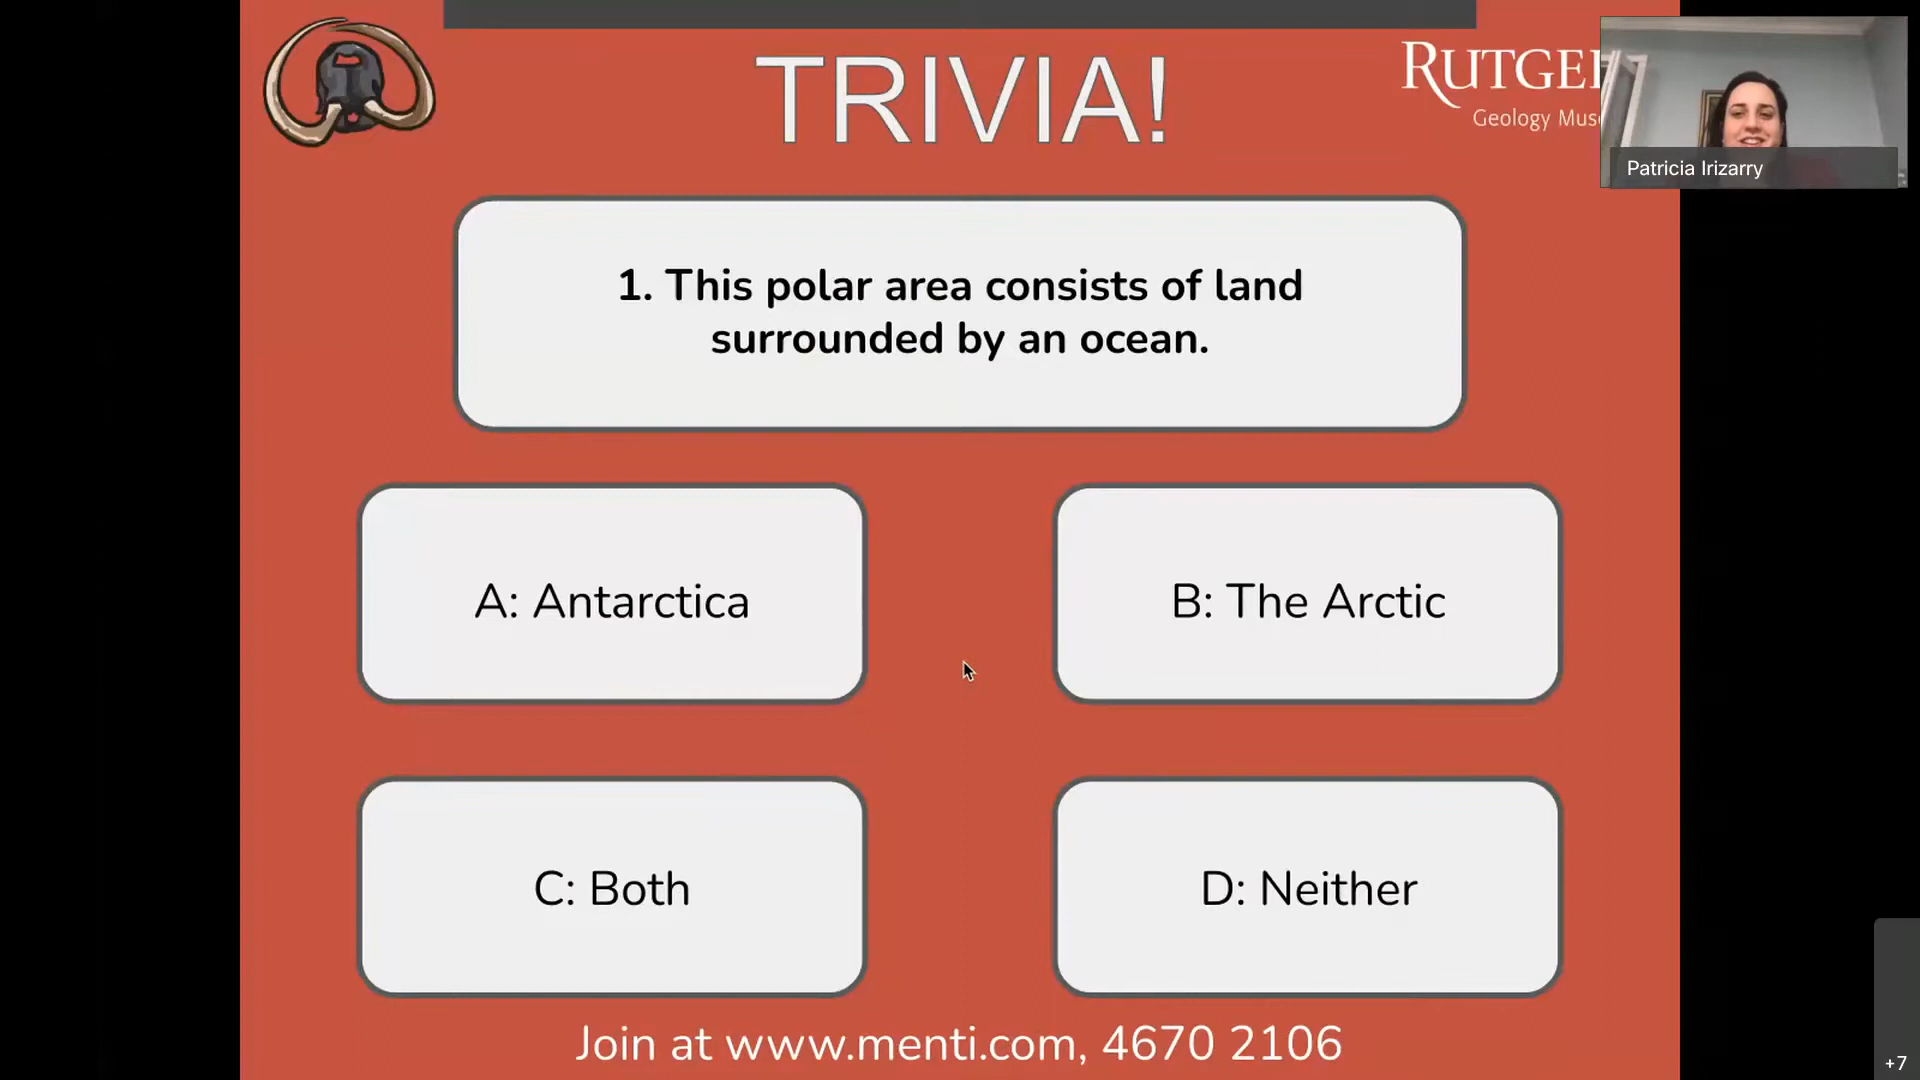 TRIVIA!
RUTGE
Geology Mus
Patricia Irizarry
1. This polar area consists of land
surrounded by an ocean.
A: Antarctica
B: The Arctic
C: Both
D: Neither
Join at www.menti.com, 4670 2106
+7